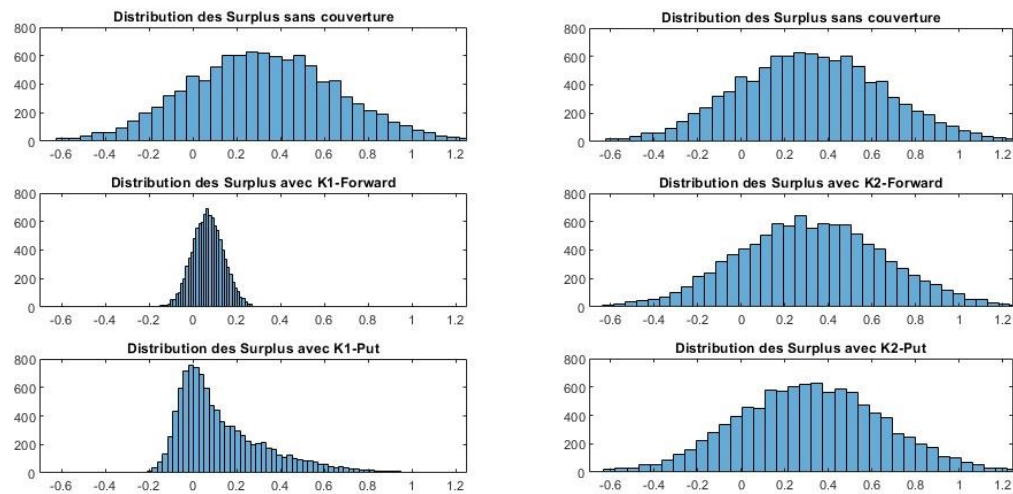 Distribution des Surplus sans couverture
800
600
400
200
0
-0.6 -0.4 -0.2 0 0.2 0.4 0.6 0.8 1 1.2
Distribution des Surplus avec K1-Forward
800
600
400
200
0
-0.6 -0.4 -0.2 0 0.2 0.4 0.6 0.8 1 1.2
Distribution des Surplus avec K1-Put
800
600
400
200
0
-0.6 -0.4 -0.2 0 0.2 0.4 0.6 0.8 1 1.2
Distribution des Surplus sans couverture
800
600
400
200
0
-0.6 -0.4 -0.2 0 0.2 0.4 0.6 0.8 1 1.2
Distribution des Surplus avec K2-Forward
800
600
400
200
0
-0.6 -0.4 -0.2 0 0.2 0.4 0.6 0.8 1 1.2
Distribution des Surplus avec K2-Put
800
600
400
200
0
-0.6 -0.4 -0.2 0 0.2 0.4 0.6 0.8 1 1.2